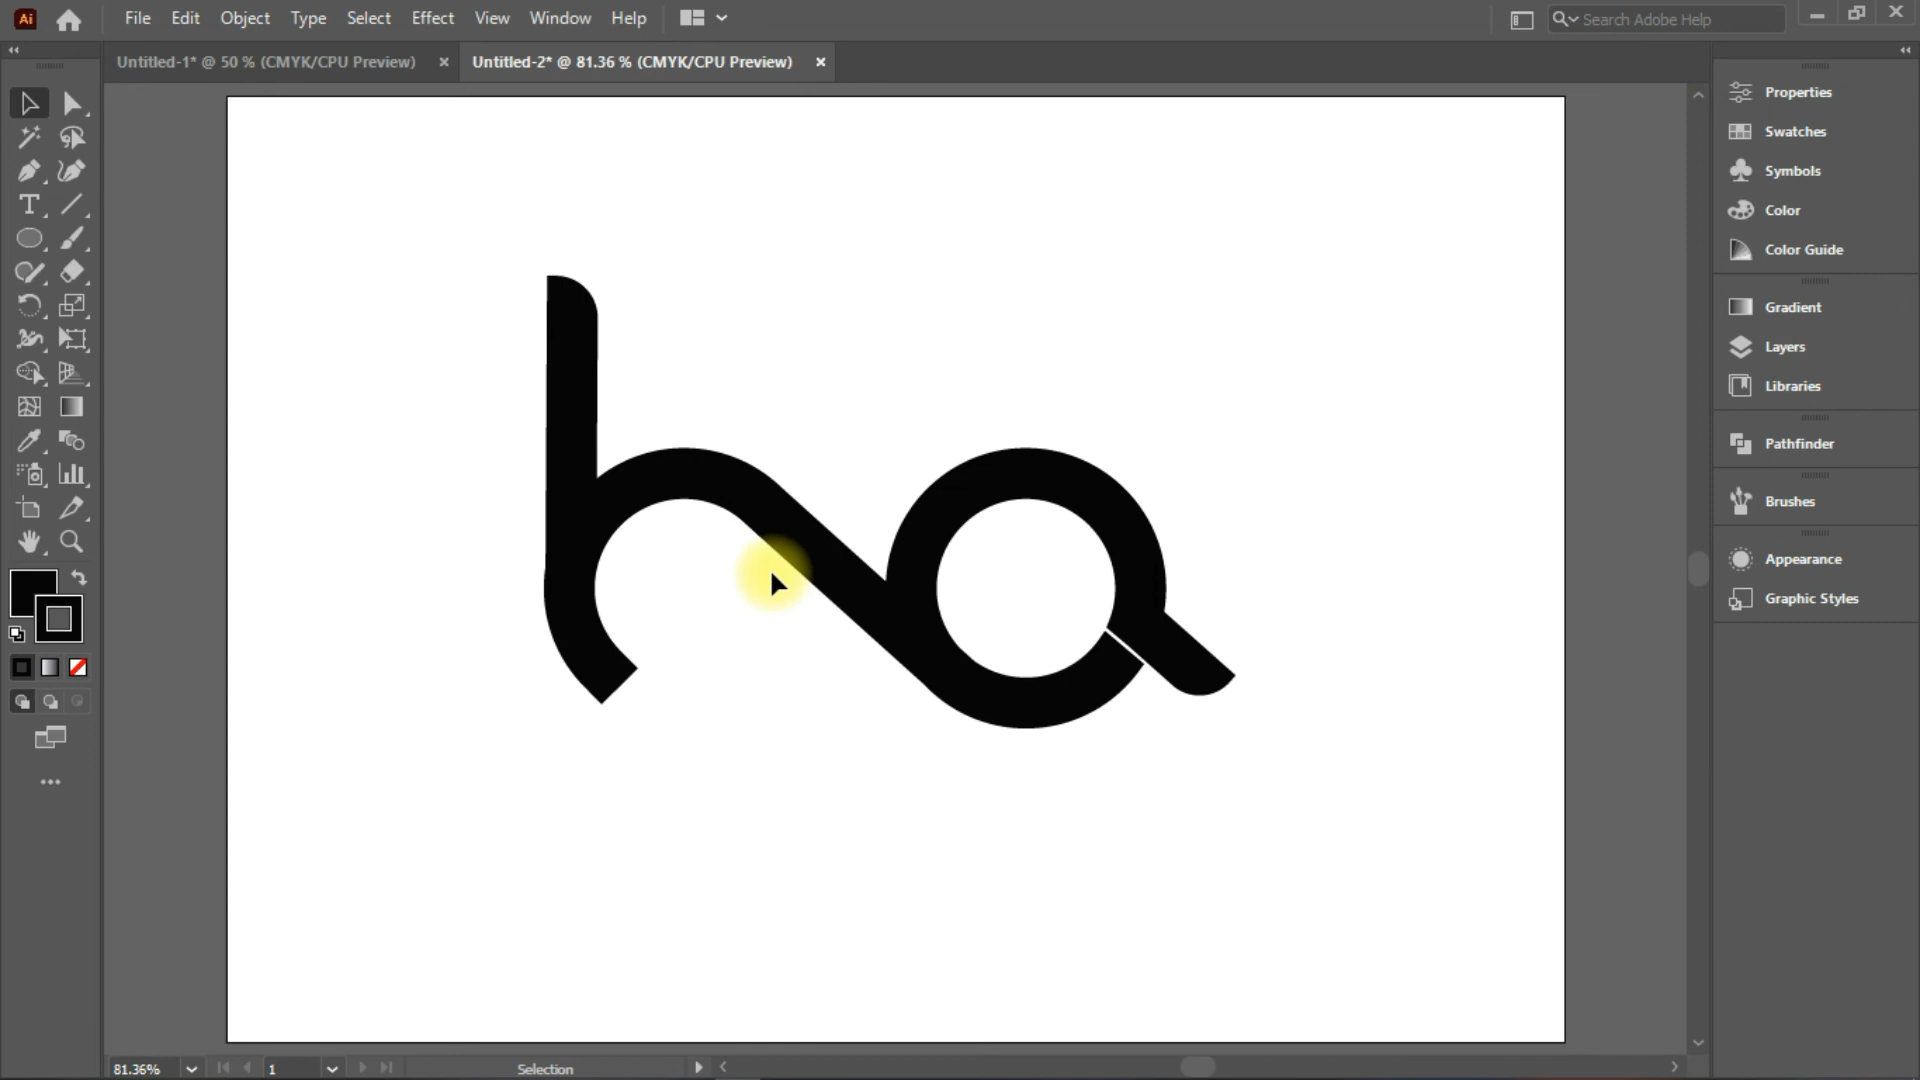 Ai File Edit Object Type Select Effect View Window Help Search Adobe Help
Untitled-1* @ 50 % (CMYK/CPU Preview) Untitled-2* @ 81.36 % (CMYK/CPU Preview)
Properties
Swatches
Symbols
Color
Color Guide
Gradient
Layers
Libraries
Pathfinder
Brushes
Appearance
Graphic Styles
ha
81.36% 1 Selection